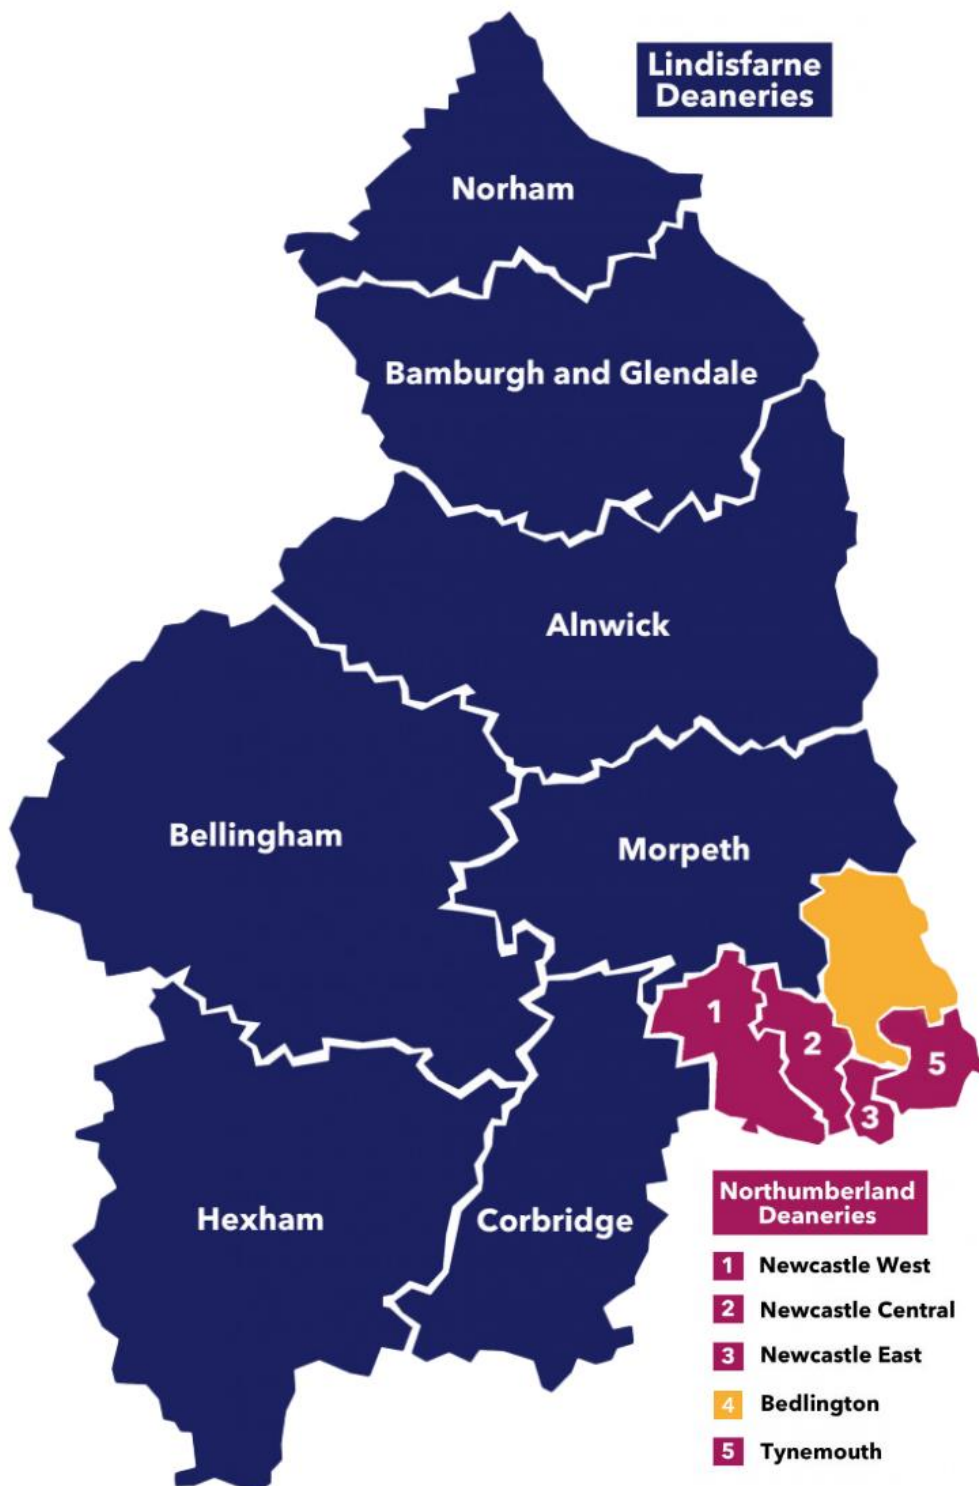 Lindisfarne
Deaneries
Norham
Bamburgh and Glendale
Alnwick
Bellingham
Morpeth
1
2
5
3
Hexham
Corbridge
Northumberland
Deaneries
1 Newcastle West
2 Newcastle Central
3 Newcastle East
4 Bedlington
5 Tynemouth